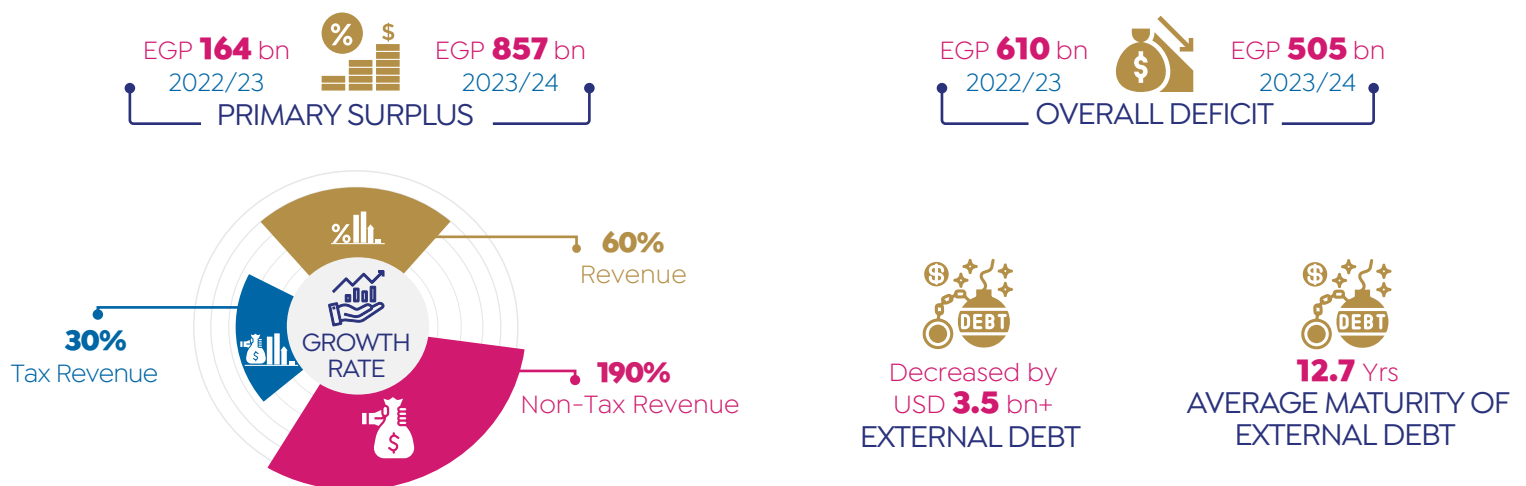 EGP 164 bn
2022/23
%
$
EGP 857 bn
2023/24
PRIMARY SURPLUS
EGP 610 bn
2022/23
$
EGP 505 bn
2023/24
OVERALL DEFICIT
%
60%
Revenue
GROWTH
RATE
$
30%
Tax Revenue
190%
Non-Tax Revenue
$
$
DEBT
Decreased by
USD 3.5 bn+
EXTERNAL DEBT
$
DEBT
12.7 Yrs
AVERAGE MATURITY OF
EXTERNAL DEBT